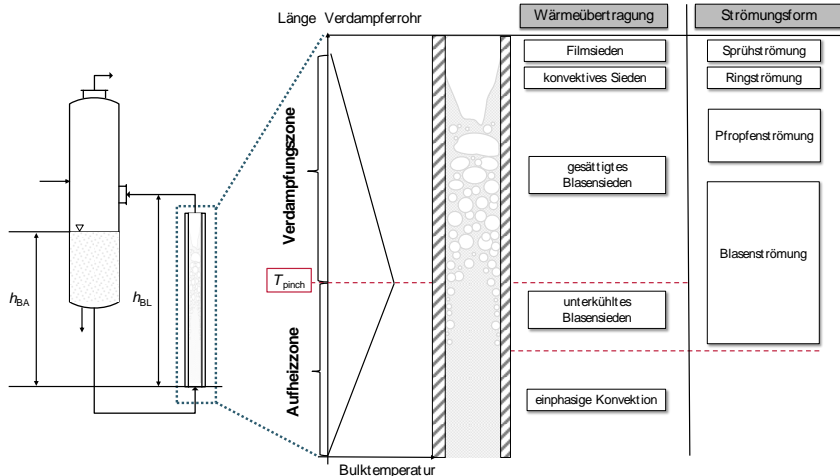 Länge Verdampferrohr
Wärmeübertragung
Strömungsform
Filmsieden
Sprühströmung
konvektives Sieden
Ringströmung
Verdampfungszone
Pfropfenströmung
gesättigtes
Blasensieden
Blasenströmung
h_BA
h_BL
T_pinch
unterkühltes
Blasensieden
Aufheizzone
einphasige Konvektion
Bulktemperatur